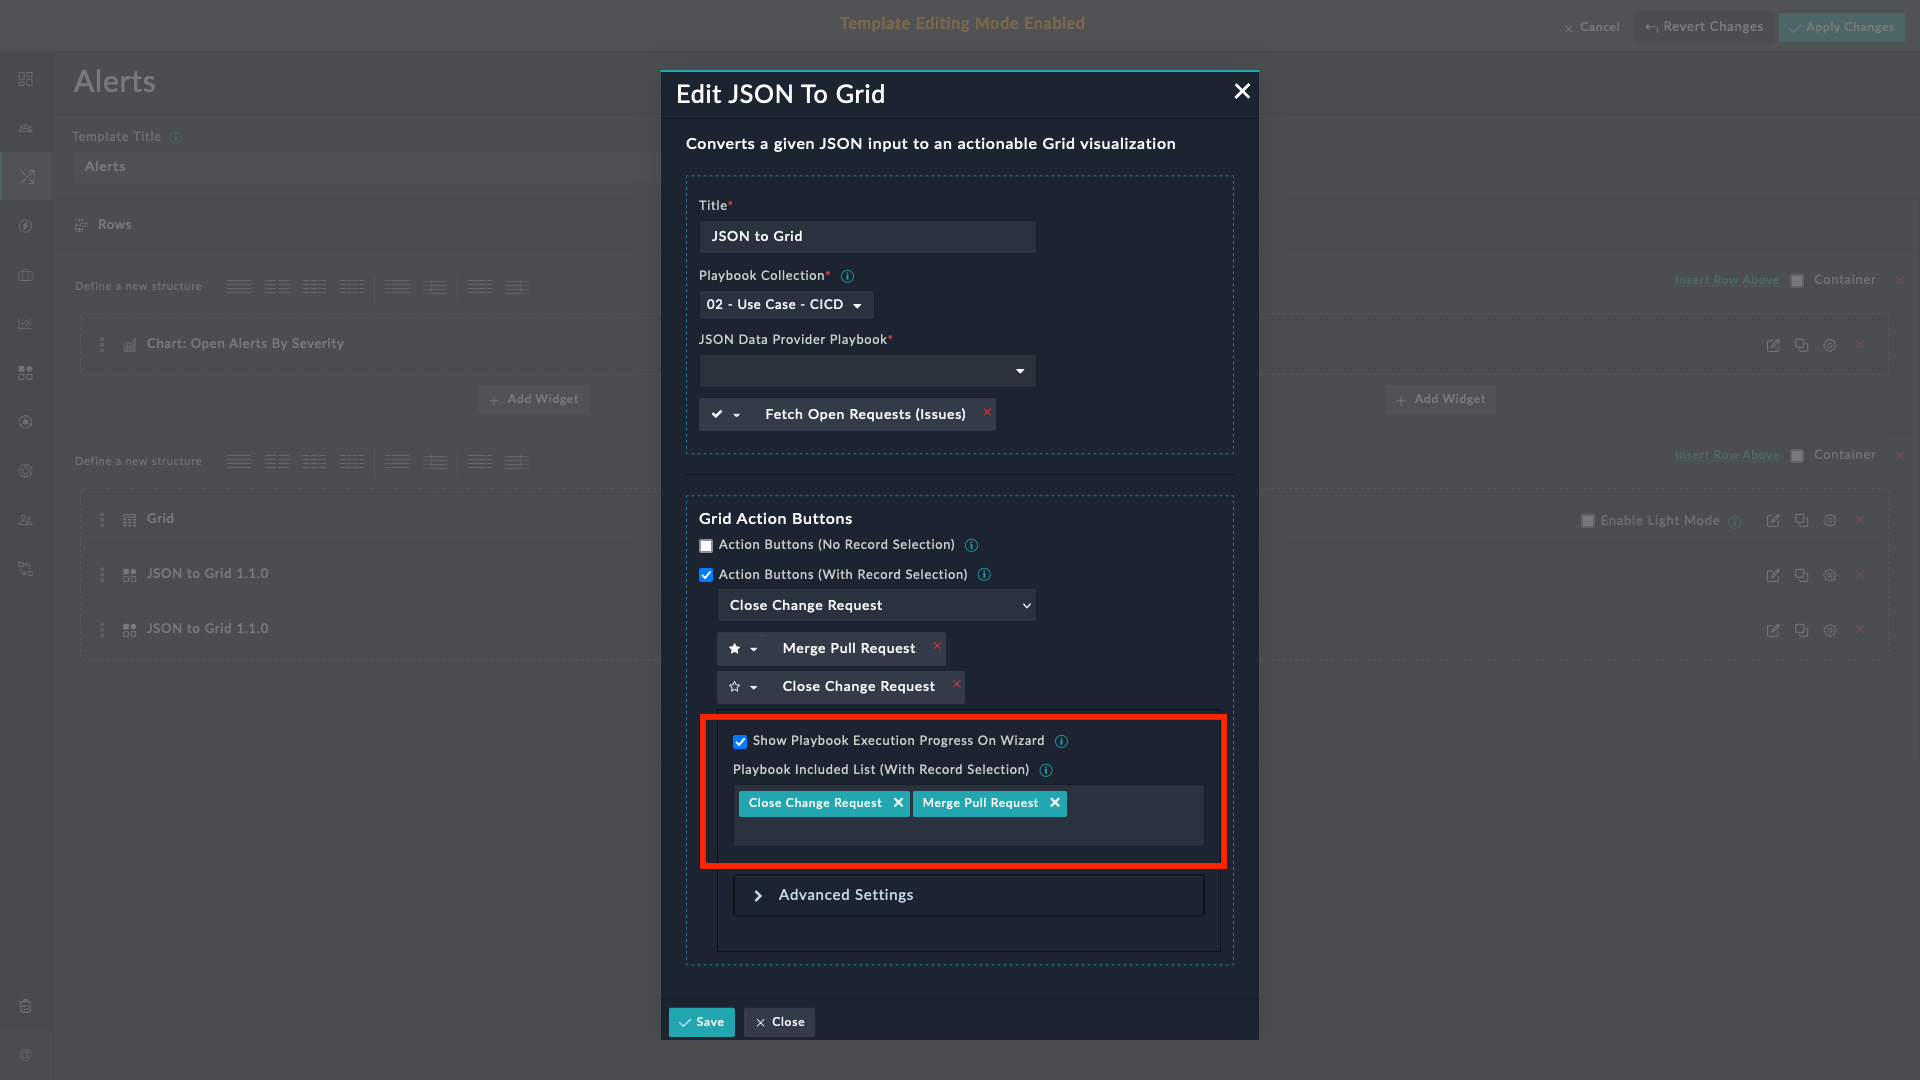 Template Editing Mode Enabled
Cancel
Revert Changes
Apply Changes
Alerts
Template Title
Alerts
Rows
Define a new structure
Insert Row Above
Container
Chart: Open Alerts By Severity
Add Widget
Add Widget
Define a new structure
Insert Row Above
Container
Grid
Enable Light Mode
JSON to Grid 1.1.0
JSON to Grid 1.1.0
Edit JSON To Grid
Converts a given JSON input to an actionable Grid visualization
Title*
JSON to Grid
Playbook Collection*
02 - Use Case - CICD
JSON Data Provider Playbook*
Fetch Open Requests (Issues)
Grid Action Buttons
Action Buttons (No Record Selection)
Action Buttons (With Record Selection)
Close Change Request
Merge Pull Request
Close Change Request
Show Playbook Execution Progress On Wizard
Playbook Included List (With Record Selection)
Close Change Request
Merge Pull Request
Advanced Settings
Save
Close